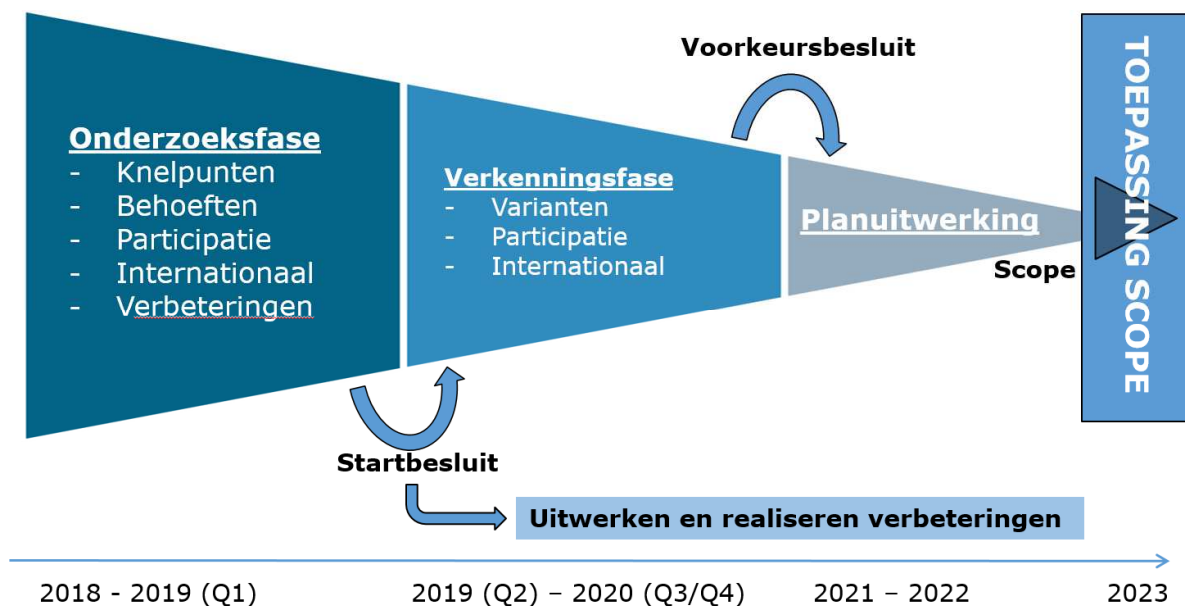 Voorkeursbesluit
Onderzoeksfase
- Knelpunten
- Behoeften
- Participatie
- Internationaal
- Verbeteringen
Verkenningsfase
- Varianten
- Participatie
- Internationaal
Planuitwerking
Scope
TOEPASSING SCOPE
Startbesluit
Uitwerken en realiseren verbeteringen
2018 - 2019 (Q1)
2019 (Q2) – 2020 (Q3/Q4)
2021 – 2022
2023